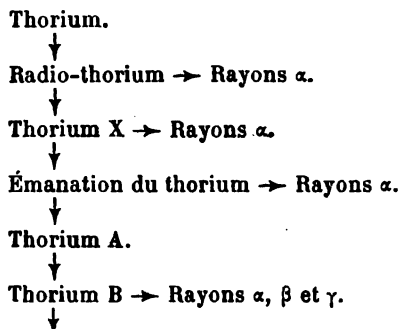 Thorium.
Radio-thorium → Rayons α.
Thorium X → Rayons α.
Émanation du thorium → Rayons α.
Thorium A.
Thorium B → Rayons α, β et γ.